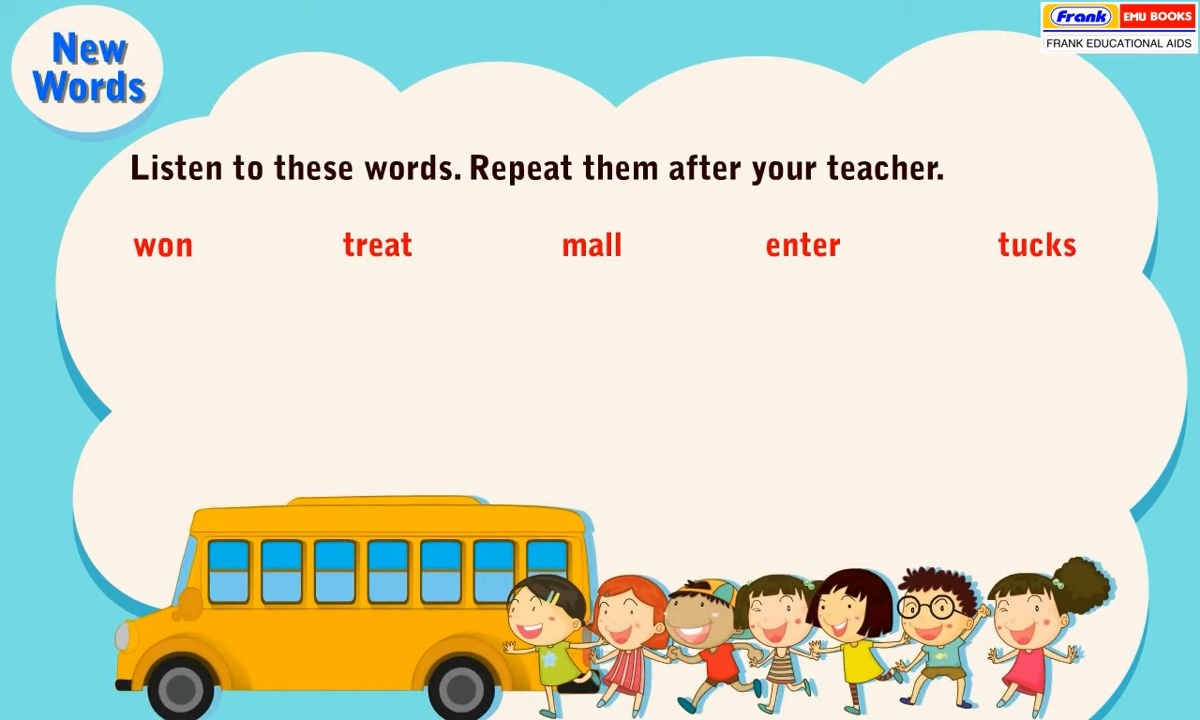 New
Words
Frank EMU BOOKS
FRANK EDUCATIONAL AIDS
Listen to these words. Repeat them after your teacher.
won treat mall enter tucks